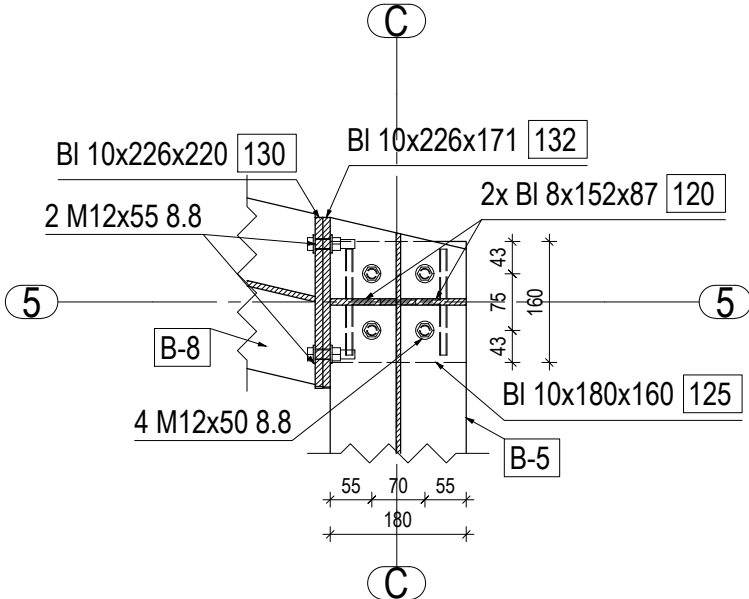 C
Bl 10x226x220 130
Bl 10x226x171 132
2 M12x55 8.8
2x Bl 8x152x87 120
43
5
75
160
5
B-8
43
Bl 10x180x160 125
4 M12x50 8.8
B-5
55 70 55
180
C